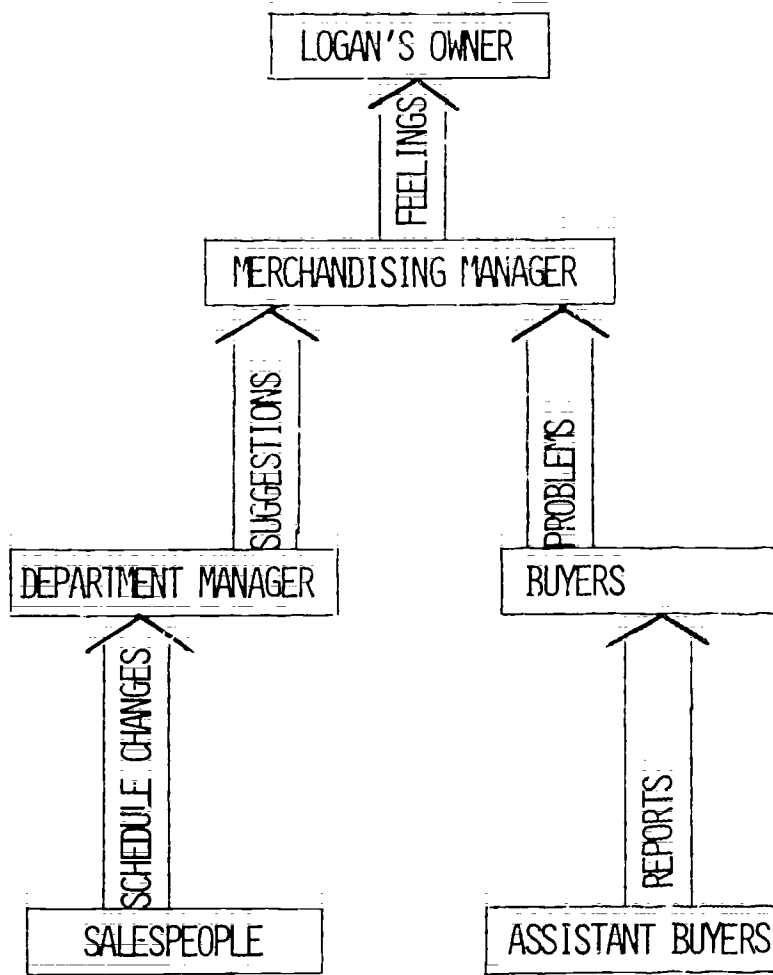 LOGAN'S OWNER
FEELINGS
MERCHANDISING MANAGER
SUGGESTIONS
PROBLEMS
DEPARTMENT MANAGER
BUYERS
SCHEDULE CHANGES
REPORTS
SALESPEOPLE
ASSISTANT BUYERS